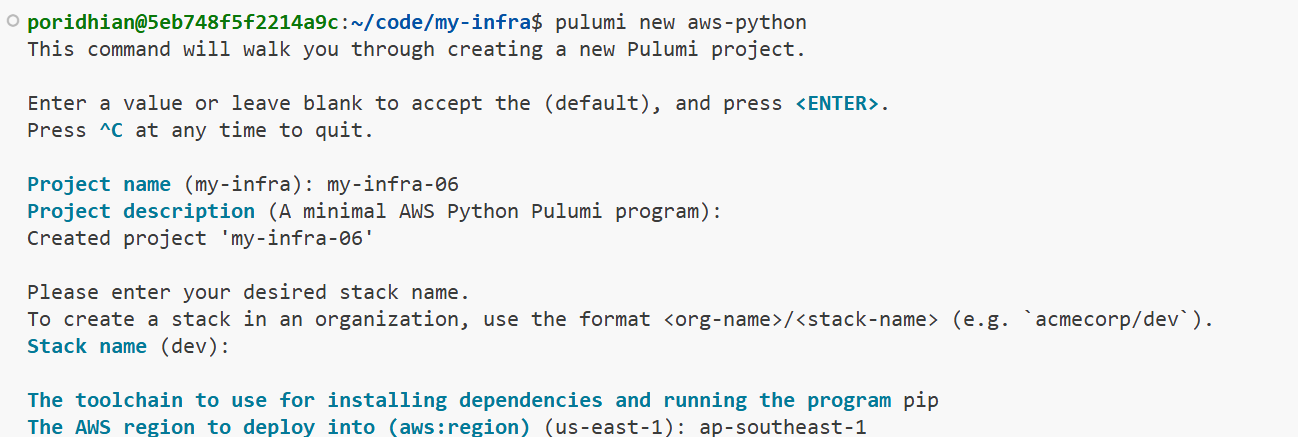 poridhian@5eb748f5f2214a9c:~/code/my-infra$ pulumi new aws-python
This command will walk you through creating a new Pulumi project.
Enter a value or leave blank to accept the (default), and press <ENTER>.
Press ^C at any time to quit.
Project name (my-infra): my-infra-06
Project description (A minimal AWS Python Pulumi program):
Created project 'my-infra-06'
Please enter your desired stack name.
To create a stack in an organization, use the format <org-name>/<stack-name> (e.g. `acmecorp/dev`).
Stack name (dev):
The toolchain to use for installing dependencies and running the program pip
The AWS region to deploy into (aws:region) (us-east-1): ap-southeast-1